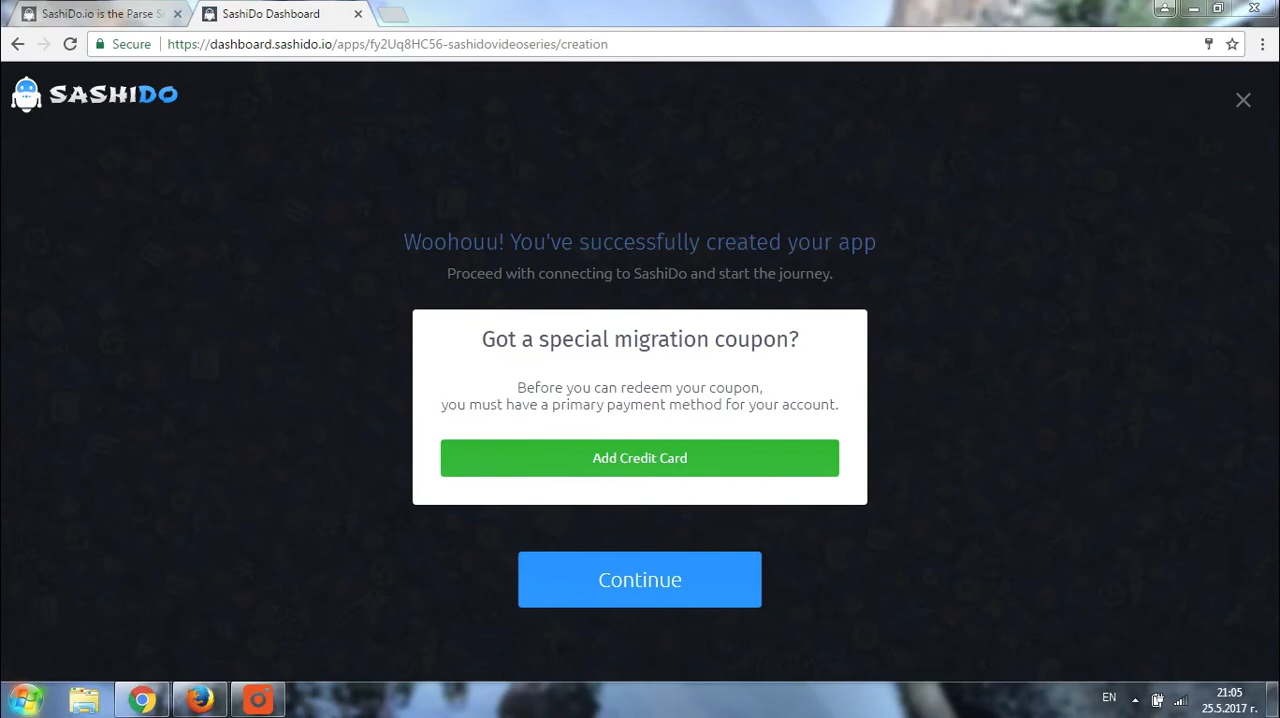 SashiDo.io is the Parse S
SashiDo Dashboard
Secure
https://dashboard.sashido.io/apps/fy2Uq8HC56-sashidovideoseries/creation
SASHIDO
Woohouu! You've successfully created your app
Proceed with connecting to SashiDo and start the journey.
Got a special migration coupon?
Before you can redeem your coupon,
you must have a primary payment method for your account.
Add Credit Card
Continue
EN
21:05
25.5.2017 г.